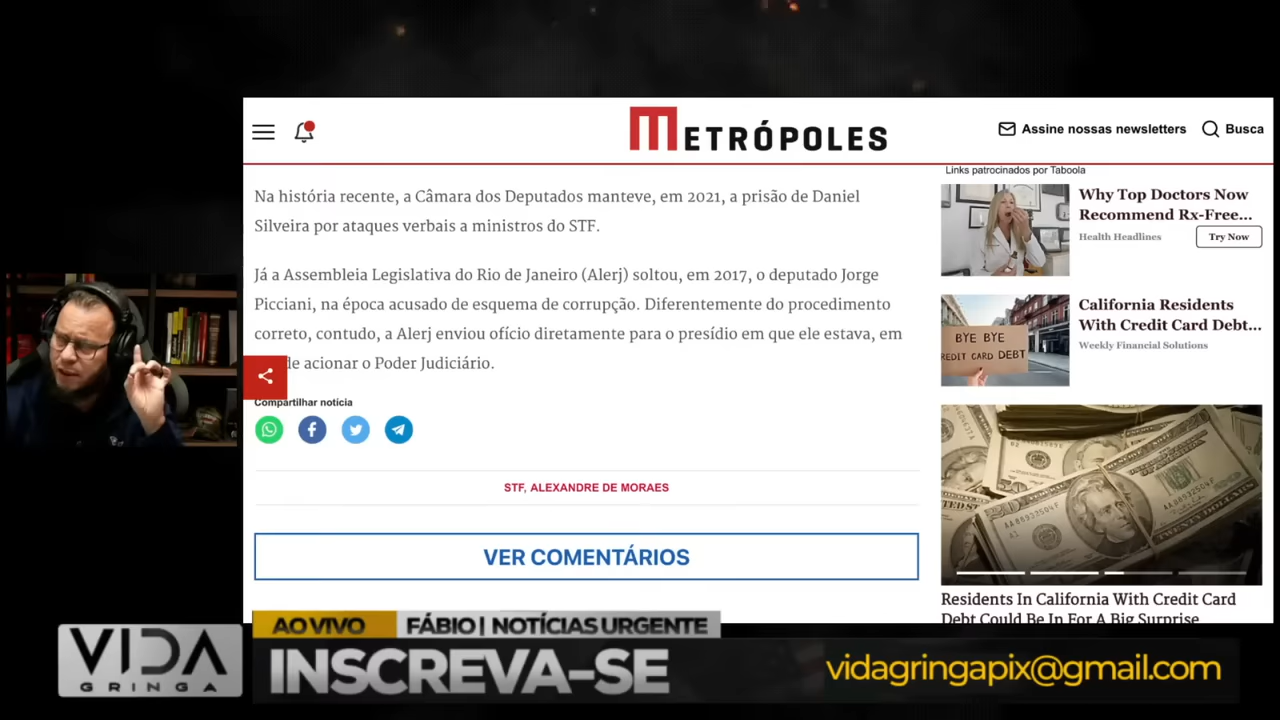 METRÓPOLES
Assine nossas newsletters
Busca
Na história recente, a Câmara dos Deputados manteve, em 2021, a prisão de Daniel
Silveira por ataques verbais a ministros do STF.
Já a Assembleia Legislativa do Rio de Janeiro (Alerj) soltou, em 2017, o deputado Jorge
Picciani, na época acusado de esquema de corrupção. Diferentemente do procedimento
correto, contudo, a Alerj enviou ofício diretamente para o presídio em que ele estava, em
de acionar o Poder Judiciário.
Compartilhar notícia
STF, ALEXANDRE DE MORAES
VER COMENTÁRIOS
Links patrocinados por Taboola
Why Top Doctors Now
Recommend Rx-Free...
Health Headlines
Try Now
California Residents
With Credit Card Debt...
Weekly Financial Solutions
BYE BYE
REDIT CARD DEBT
Residents In California With Credit Card
Debt Could Be In For A Big Surprise
VIDA
GRINGA
AO VIVO
FÁBIO | NOTÍCIAS URGENTE
INSCREVA-SE
vidagringapix@gmail.com